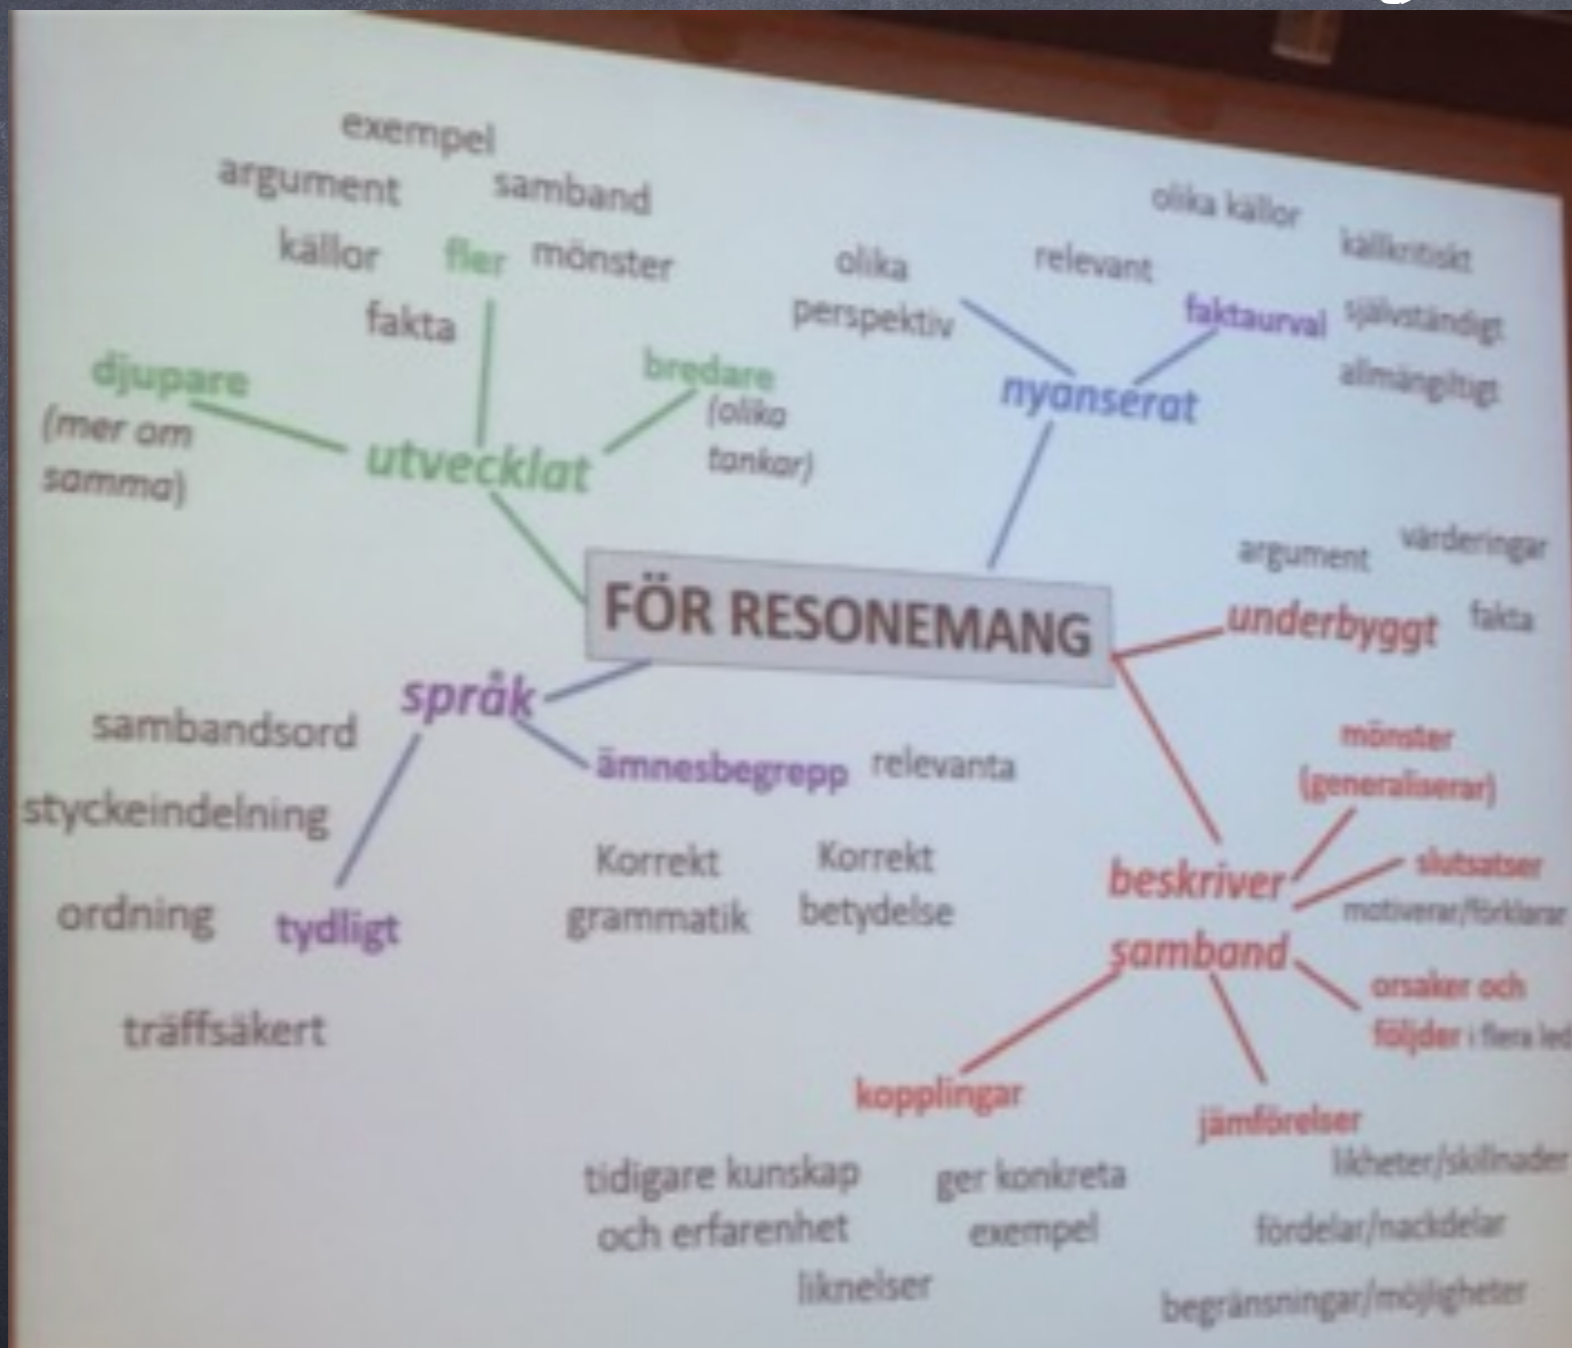 exempel
argument
samband
källor
fler
mönster
fakta
djupare
(mer om
samma)
bredare
(olika
tankar)
utvecklat
olika
perspektiv
relevant
olika källor
källkritiskt
faktaurval
självständigt
allmängiltigt
nyanserat
FÖR RESONEMANG
argument
värderingar
underbyggt
fakta
språk
sambandsord
styckeindelning
ordning
tydligt
träffsäkert
ämnesbegrepp
relevanta
Korrekt
grammatik
Korrekt
betydelse
mönster
(generaliserar)
beskriver
samband
slutsatser
motiverar/förklarar
orsaker och
följder i flera led
kopplingar
tidigare kunskap
och erfarenhet
ger konkreta
exempel
liknelser
jämförelser
likheter/skillnader
fördelar/nackdelar
begränsningar/möjligheter